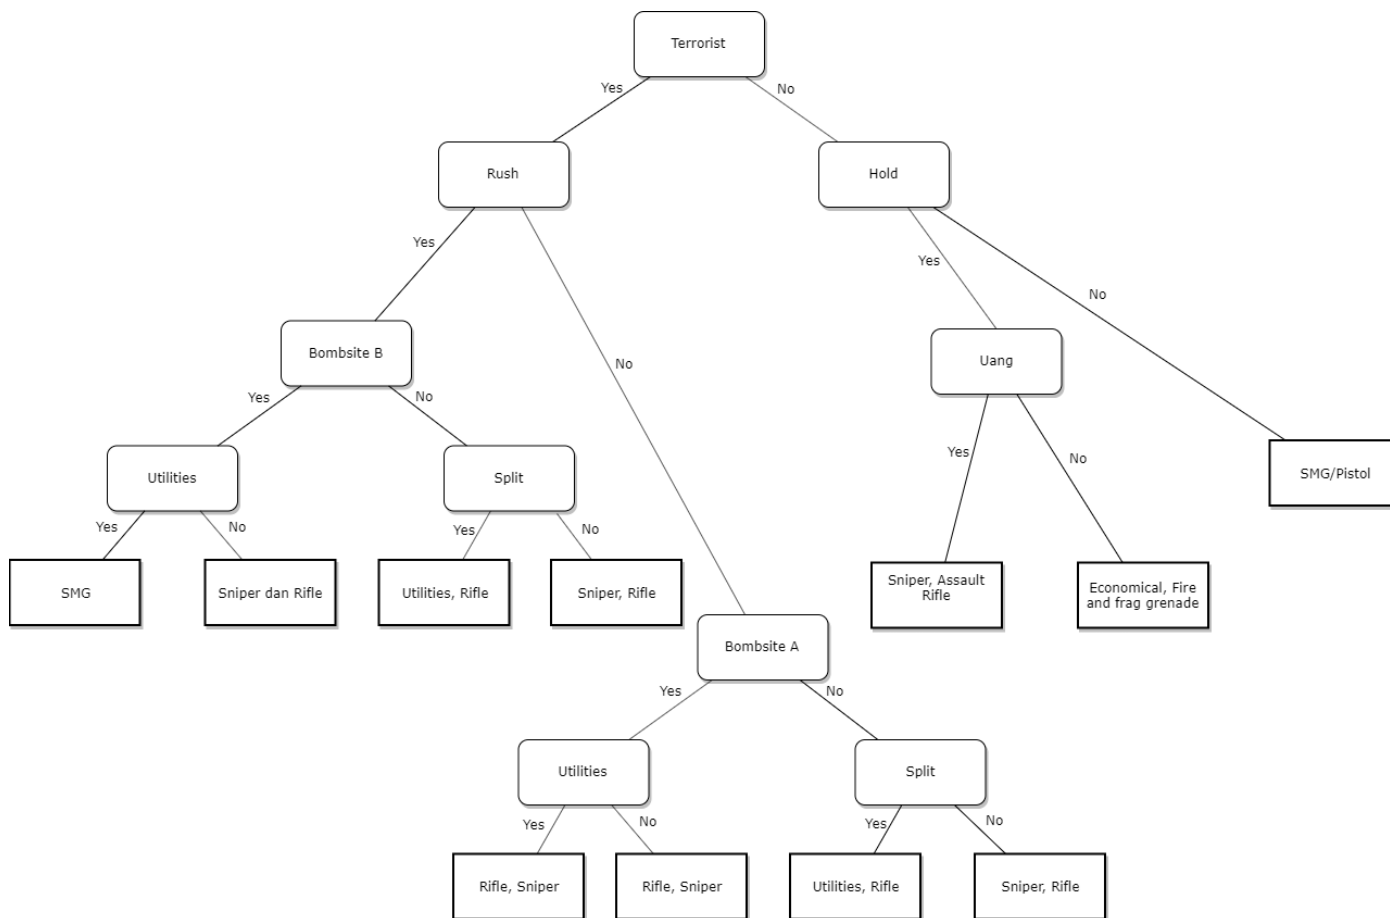 Terrorist
Yes
No
Rush
Hold
Yes
No
Yes
No
Bombsite B
Uang
Yes
No
Yes
No
Utilities
Split
SMG/Pistol
Yes
No
Yes
No
SMG
Sniper dan Rifle
Utilities, Rifle
Sniper, Rifle
Sniper, Assault
Rifle
Economical, Fire
and frag grenade
Bombsite A
Yes
No
Utilities
Split
Yes
No
Yes
No
Rifle, Sniper
Rifle, Sniper
Utilities, Rifle
Sniper, Rifle